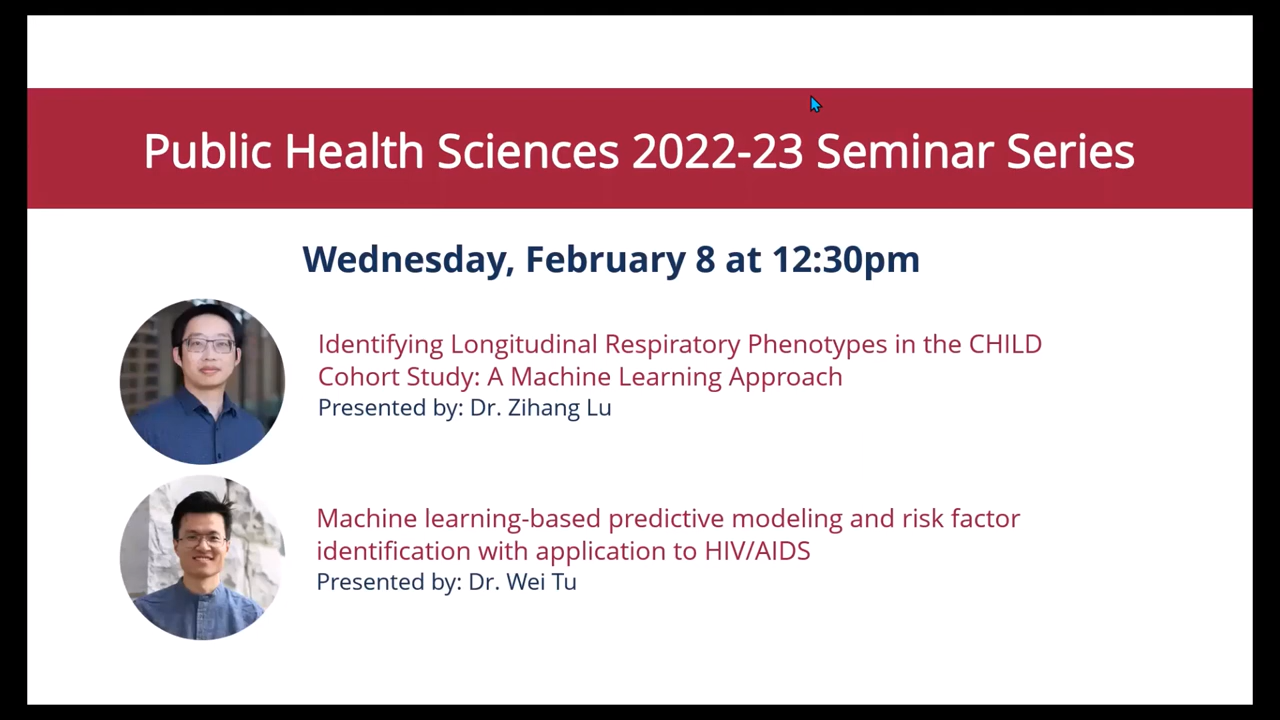 Public Health Sciences 2022-23 Seminar Series
Wednesday, February 8 at 12:30pm
Identifying Longitudinal Respiratory Phenotypes in the CHILD
Cohort Study: A Machine Learning Approach
Presented by: Dr. Zihang Lu
Machine learning-based predictive modeling and risk factor
identification with application to HIV/AIDS
Presented by: Dr. Wei Tu